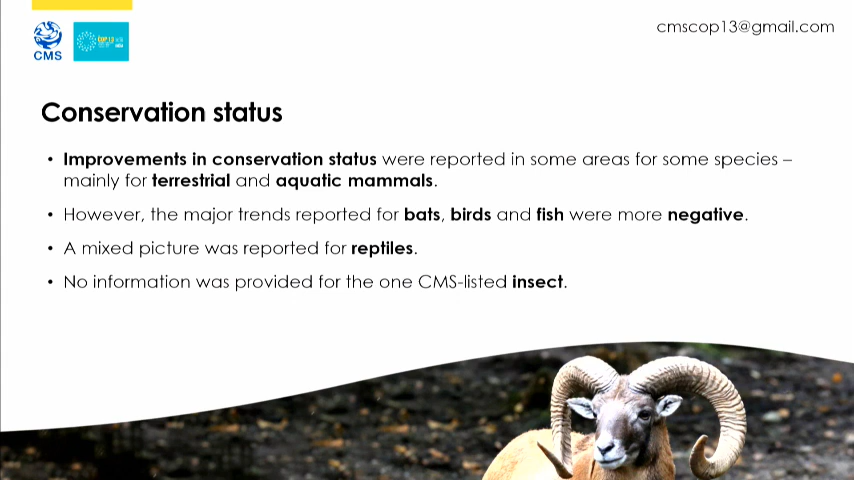 cmscop13@gmail.com
CMS
Conservation status
• Improvements in conservation status were reported in some areas for some species –
mainly for terrestrial and aquatic mammals.
• However, the major trends reported for bats, birds and fish were more negative.
• A mixed picture was reported for reptiles.
• No information was provided for the one CMS-listed insect.